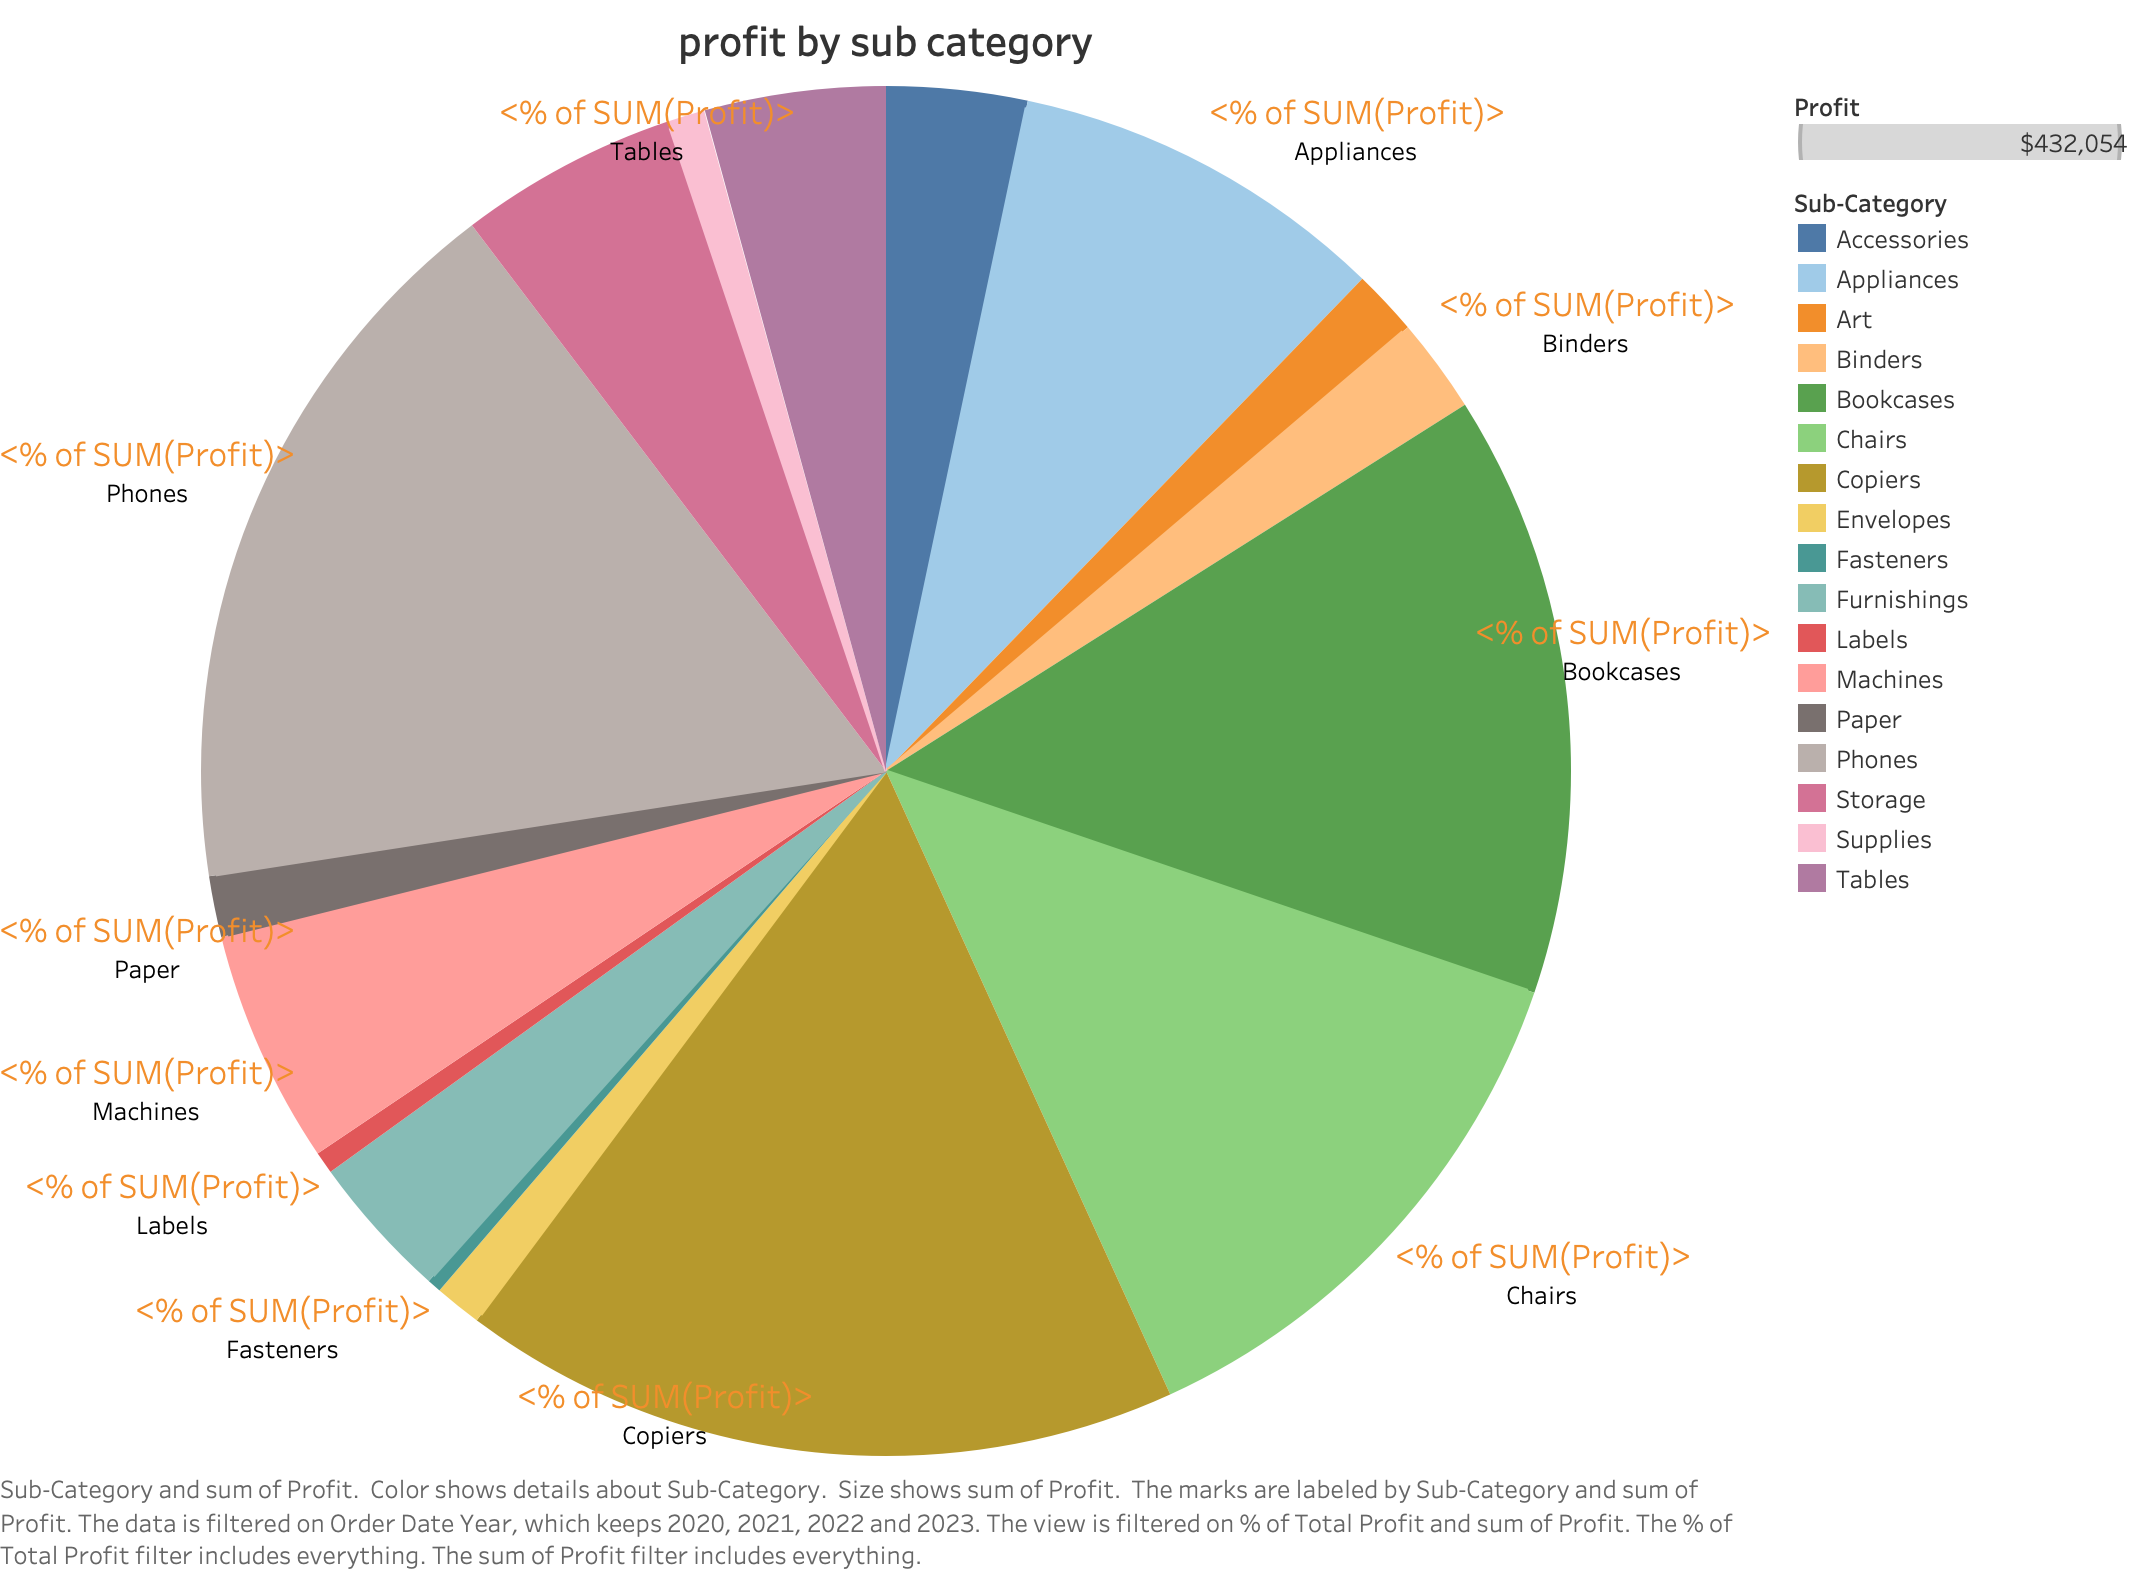 profit by sub category
<% of SUM(Profit)>
Tables
<% of SUM(Profit)>
Appliances
<% of SUM(Profit)>
Binders
<% of SUM(Profit)>
Phones
<% of SUM(Profit)>
Bookcases
<% of SUM(Profit)>
Paper
<% of SUM(Profit)>
Machines
<% of SUM(Profit)>
Labels
<% of SUM(Profit)>
Chairs
<% of SUM(Profit)>
Fasteners
<% of SUM(Profit)>
Copiers
Profit
$432,054
Sub-Category
Accessories
Appliances
Art
Binders
Bookcases
Chairs
Copiers
Envelopes
Fasteners
Furnishings
Labels
Machines
Paper
Phones
Storage
Supplies
Tables
Sub-Category and sum of Profit.  Color shows details about Sub-Category.  Size shows sum of Profit.  The marks are labeled by Sub-Category and sum of
Profit. The data is filtered on Order Date Year, which keeps 2020, 2021, 2022 and 2023. The view is filtered on % of Total Profit and sum of Profit. The % of
Total Profit filter includes everything. The sum of Profit filter includes everything.